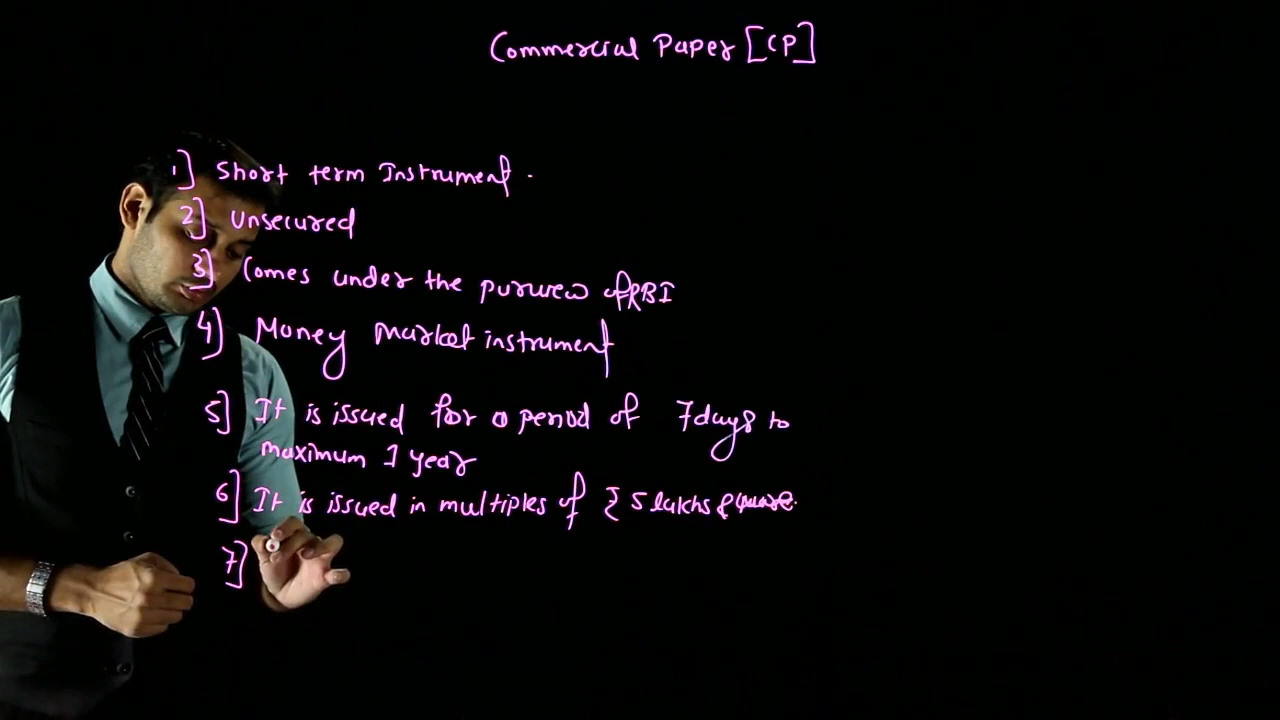 Commercial Paper [CP]
1] Short term Instrument.
2] Unsecured
3] Comes under the purview of RBI
4] Money market instrument
5] It is issued for a period of 7days to
maximum 1 year
6] It is issued in multiples of ₹ 5 lakhs &
7]